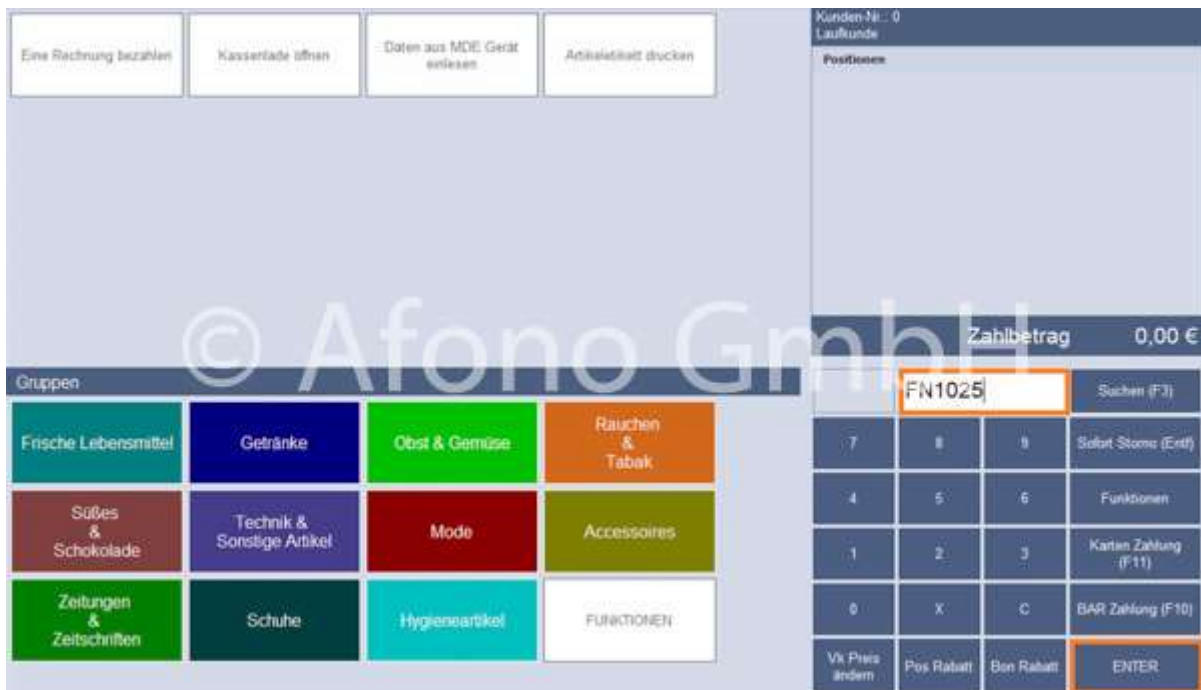 Eine Rechnung bezahlen
Kassenlade öffnen
Daten aus MDE Gerät
einlesen
Artikeletikett drucken
Kunden-Nr.: 0
Laufkunde
Positionen
© Afono GmbH
Zahlbetrag 0,00 €
Gruppen
Frische Lebensmittel
Getränke
Obst & Gemüse
Rauchen
&
Tabak
Süßes
&
Schokolade
Technik &
Sonstige Artikel
Mode
Accessoires
Zeitungen
&
Zeitschriften
Schuhe
Hygieneartikel
FUNKTIONEN
FN1025
Suchen (F3)
7 8 9 Sofort Storno (Entf)
4 5 6 Funktionen
1 2 3 Karten Zahlung
(F11)
0 X C BAR Zahlung (F10)
Vk Preis
ändern
Pos Rabatt
Bon Rabatt
ENTER